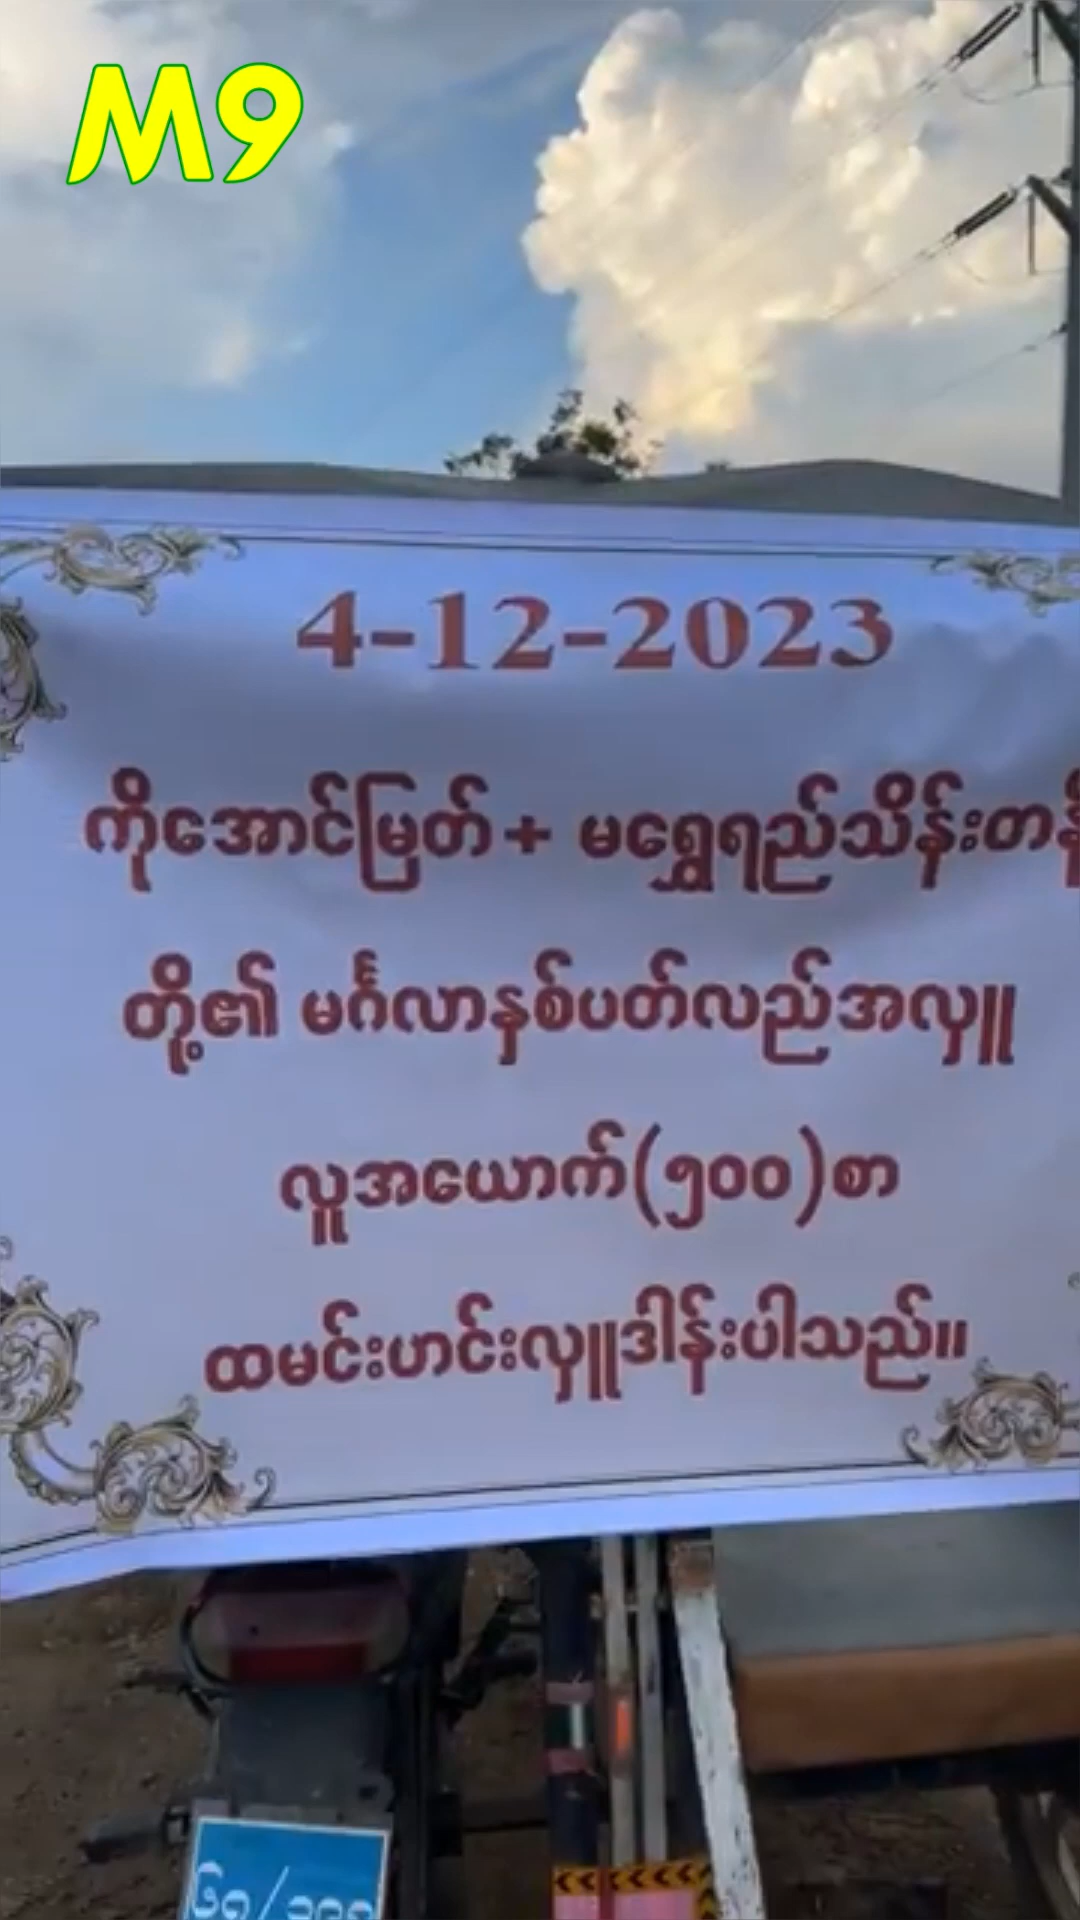 M9
4-12-2023
ကိုအောင်မြတ်+ မရွှေရည်သိန်းတန်
တို့၏ မင်္ဂလာနှစ်ပတ်လည်အလှူ
လူအယောက်(၅၀၀)စာ
ထမင်းဟင်းလှူဒါန်းပါသည်။